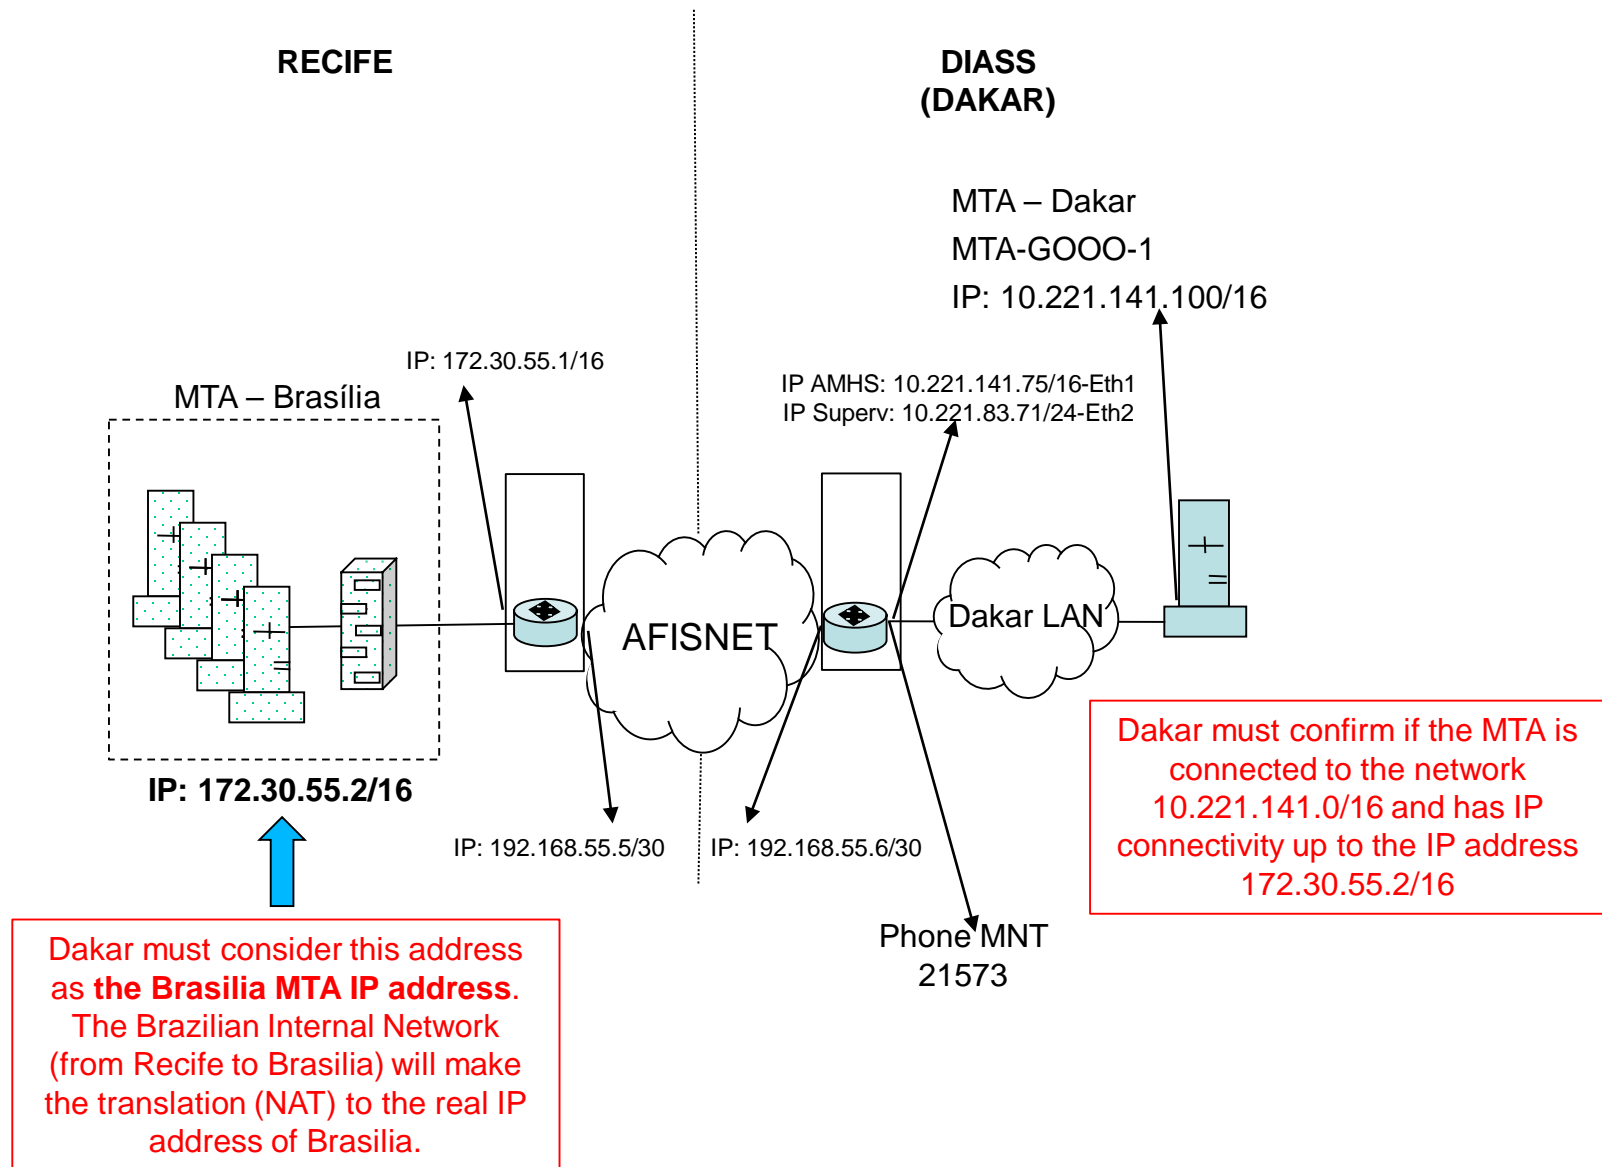 RECIFE
DIASS
(DAKAR)
MTA – Dakar
MTA-GOOO-1
IP: 10.221.141.100/16
IP: 172.30.55.1/16
IP AMHS: 10.221.141.75/16-Eth1
IP Superv: 10.221.83.71/24-Eth2
MTA – Brasília
AFISNET
Dakar LAN
IP: 172.30.55.2/16
IP: 192.168.55.5/30
IP: 192.168.55.6/30
Dakar must confirm if the MTA is
connected to the network
10.221.141.0/16 and has IP
connectivity up to the IP address
172.30.55.2/16
Phone MNT
21573
Dakar must consider this address
as the Brasilia MTA IP address.
The Brazilian Internal Network
(from Recife to Brasilia) will make
the translation (NAT) to the real IP
address of Brasilia.